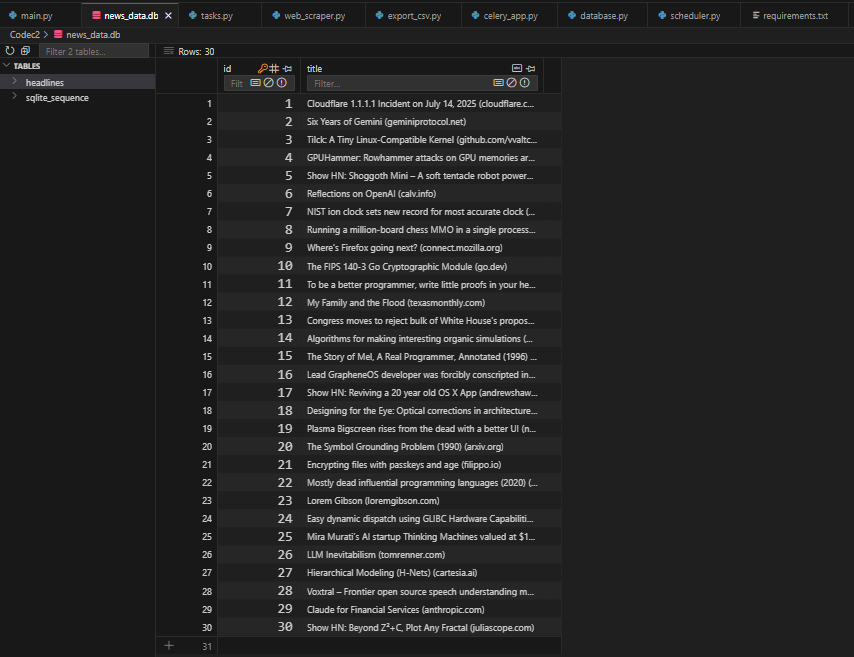 main.py news_data.db tasks.py web_scraper.py export_csv.py celery_app.py database.py scheduler.py requirements.txt
Codec2 > news_data.db
Filter 2 tables... Rows: 30
TABLES
headlines
sqlite_sequence
id title
Filt Filter...
1 1 Cloudflare 1.1.1.1 Incident on July 14, 2025 (cloudflare.c...
2 2 Six Years of Gemini (geminiprotocol.net)
3 3 Tilck: A Tiny Linux-Compatible Kernel (github.com/vvaltc...
4 4 GPUHammer: Rowhammer attacks on GPU memories ar...
5 5 Show HN: Shoggoth Mini – A soft tentacle robot power...
6 6 Reflections on OpenAI (calv.info)
7 7 NIST ion clock sets new record for most accurate clock (...
8 8 Running a million-board chess MMO in a single process...
9 9 Where's Firefox going next? (connect.mozilla.org)
10 10 The FIPS 140-3 Go Cryptographic Module (go.dev)
11 11 To be a better programmer, write little proofs in your he...
12 12 My Family and the Flood (texasmonthly.com)
13 13 Congress moves to reject bulk of White House's propos...
14 14 Algorithms for making interesting organic simulations (...
15 15 The Story of Mel, A Real Programmer, Annotated (1996) ...
16 16 Lead GrapheneOS developer was forcibly conscripted in...
17 17 Show HN: Reviving a 20 year old OS X App (andrewshaw...
18 18 Designing for the Eye: Optical corrections in architecture...
19 19 Plasma Bigscreen rises from the dead with a better UI (n...
20 20 The Symbol Grounding Problem (1990) (arxiv.org)
21 21 Encrypting files with passkeys and age (filippo.io)
22 22 Mostly dead influential programming languages (2020) (...
23 23 Lorem Gibson (loremgibson.com)
24 24 Easy dynamic dispatch using GLIBC Hardware Capabiliti...
25 25 Mira Murati's AI startup Thinking Machines valued at $1...
26 26 LLM Inevitabilism (tomrenner.com)
27 27 Hierarchical Modeling (H-Nets) (cartesia.ai)
28 28 Voxtral – Frontier open source speech understanding m...
29 29 Claude for Financial Services (anthropic.com)
30 30 Show HN: Beyond Z²+C, Plot Any Fractal (juliascope.com)
31